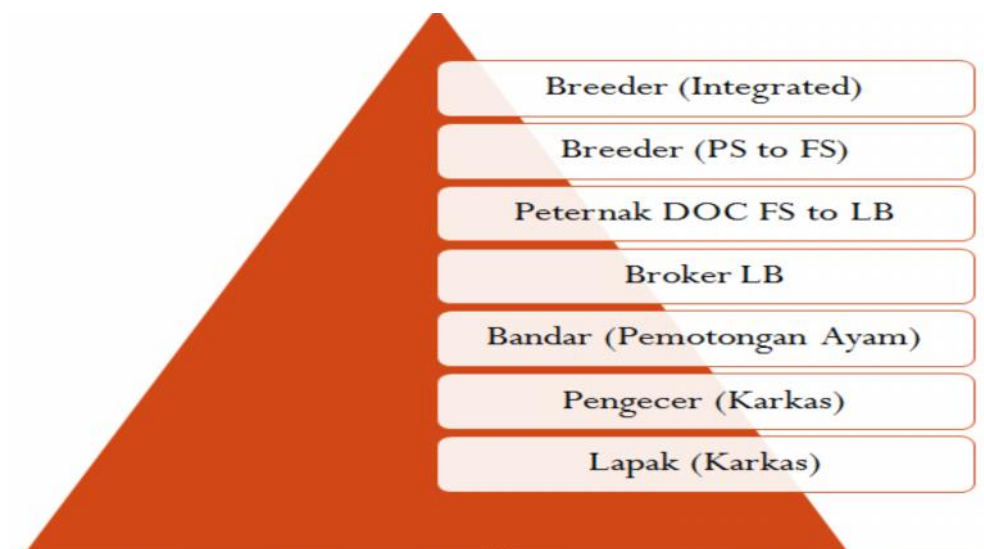 Breeder (Integrated)
Breeder (PS to FS)
Peternak DOC FS to LB
Broker LB
Bandar (Pemotongan Ayam)
Pengecer (Karkas)
Lapak (Karkas)